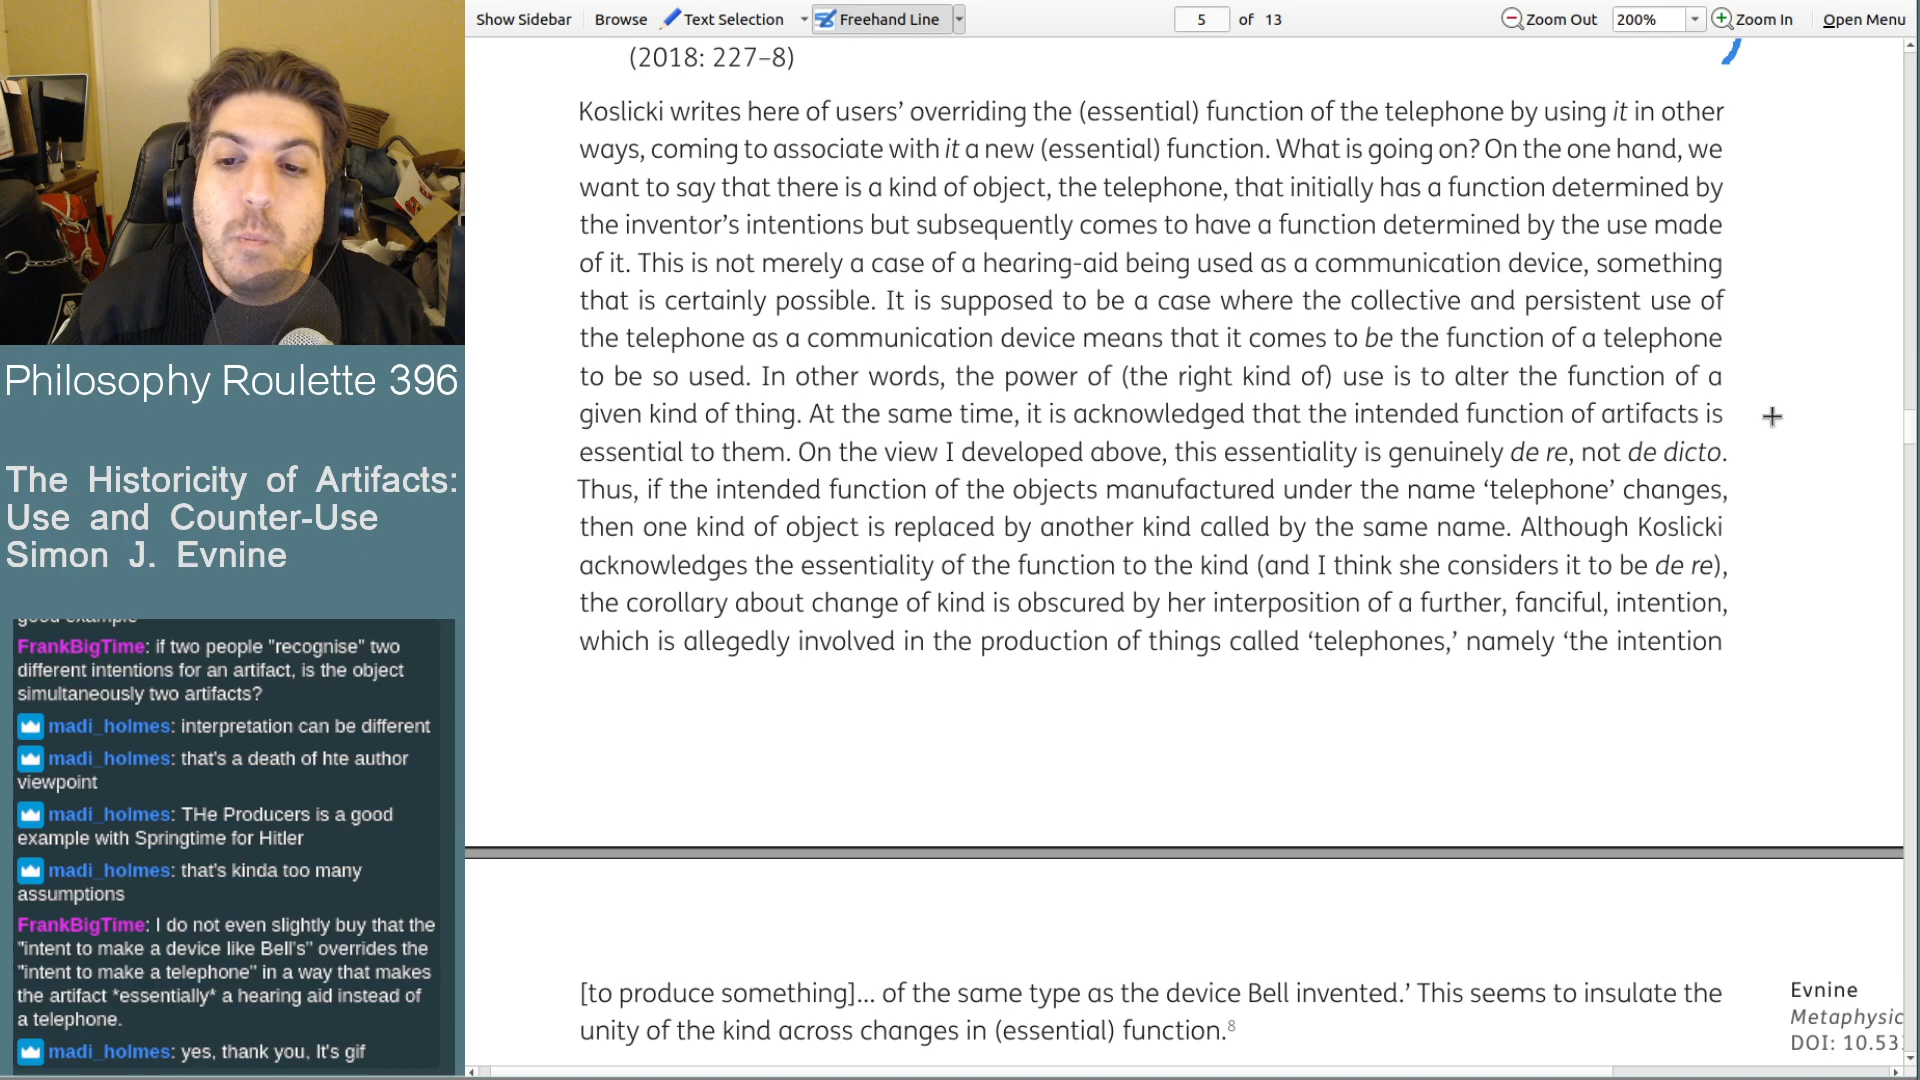 Show Sidebar Browse Text Selection Freehand Line 5 of 13 Zoom Out 200% Zoom In Open Menu
(2018: 227–8)
Koslicki writes here of users’ overriding the (essential) function of the telephone by using it in other
ways, coming to associate with it a new (essential) function. What is going on? On the one hand, we
want to say that there is a kind of object, the telephone, that initially has a function determined by
the inventor’s intentions but subsequently comes to have a function determined by the use made
of it. This is not merely a case of a hearing-aid being used as a communication device, something
that is certainly possible. It is supposed to be a case where the collective and persistent use of
the telephone as a communication device means that it comes to be the function of a telephone
to be so used. In other words, the power of (the right kind of) use is to alter the function of a
given kind of thing. At the same time, it is acknowledged that the intended function of artifacts is
essential to them. On the view I developed above, this essentiality is genuinely de re, not de dicto.
Thus, if the intended function of the objects manufactured under the name ‘telephone’ changes,
then one kind of object is replaced by another kind called by the same name. Although Koslicki
acknowledges the essentiality of the function to the kind (and I think she considers it to be de re),
the corollary about change of kind is obscured by her interposition of a further, fanciful, intention,
which is allegedly involved in the production of things called ‘telephones,’ namely ‘the intention
[to produce something]… of the same type as the device Bell invented.’ This seems to insulate the
unity of the kind across changes in (essential) function.8
Evnine
Metaphysic
DOI: 10.53
Philosophy Roulette 396
The Historicity of Artifacts:
Use and Counter-Use
Simon J. Evnine
good example
FrankBigTime: if two people "recognise" two
different intentions for an artifact, is the object
simultaneously two artifacts?
madi_holmes: interpretation can be different
madi_holmes: that's a death of hte author
viewpoint
madi_holmes: THe Producers is a good
example with Springtime for Hitler
madi_holmes: that's kinda too many
assumptions
FrankBigTime: I do not even slightly buy that the
"intent to make a device like Bell's" overrides the
"intent to make a telephone" in a way that makes
the artifact *essentially* a hearing aid instead of
a telephone.
madi_holmes: yes, thank you, It's gif